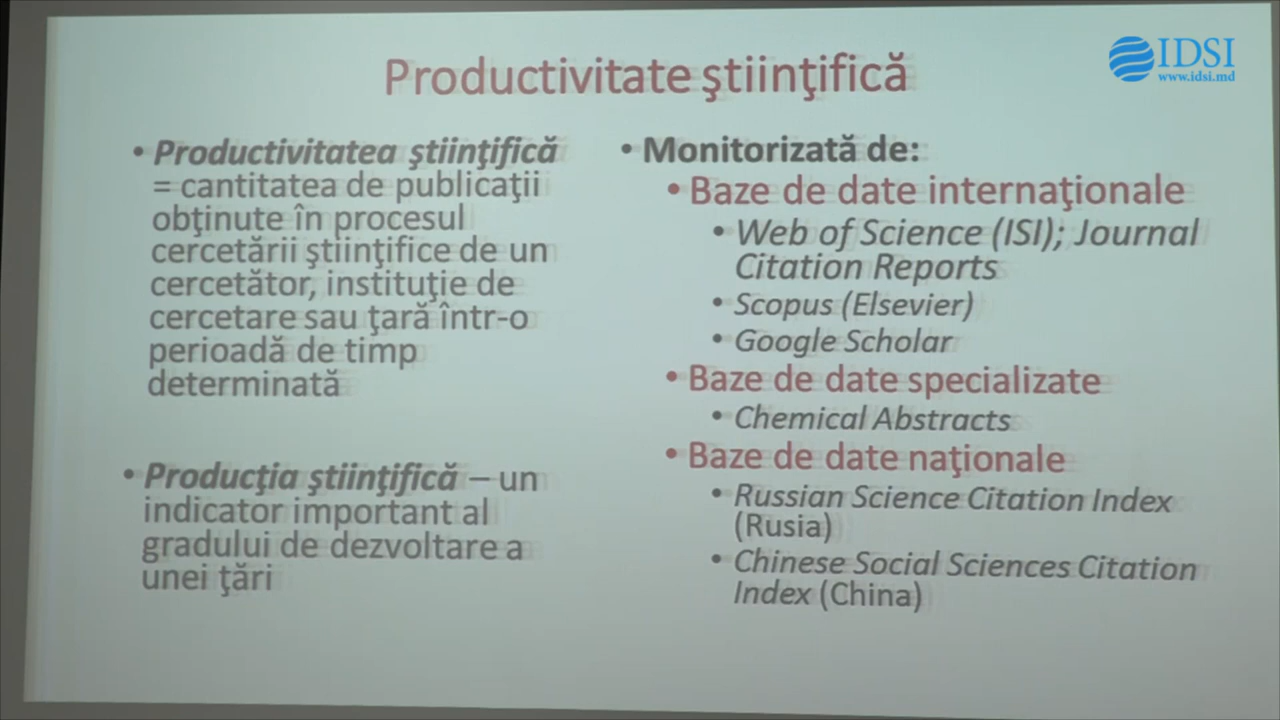 IDSI
www.idsi.md
Productivitate ştiinţifică
• Productivitatea ştiinţifică
= cantitatea de publicaţii
obţinute în procesul
cercetării ştiinţifice de un
cercetător, instituţie de
cercetare sau ţară într-o
perioadă de timp
determinată
• Producţia ştiinţifică – un
indicator important al
gradului de dezvoltare a
unei ţări
• Monitorizată de:
• Baze de date internaţionale
• Web of Science (ISI); Journal
Citation Reports
• Scopus (Elsevier)
• Google Scholar
• Baze de date specializate
• Chemical Abstracts
• Baze de date naţionale
• Russian Science Citation Index
(Rusia)
• Chinese Social Sciences Citation
Index (China)